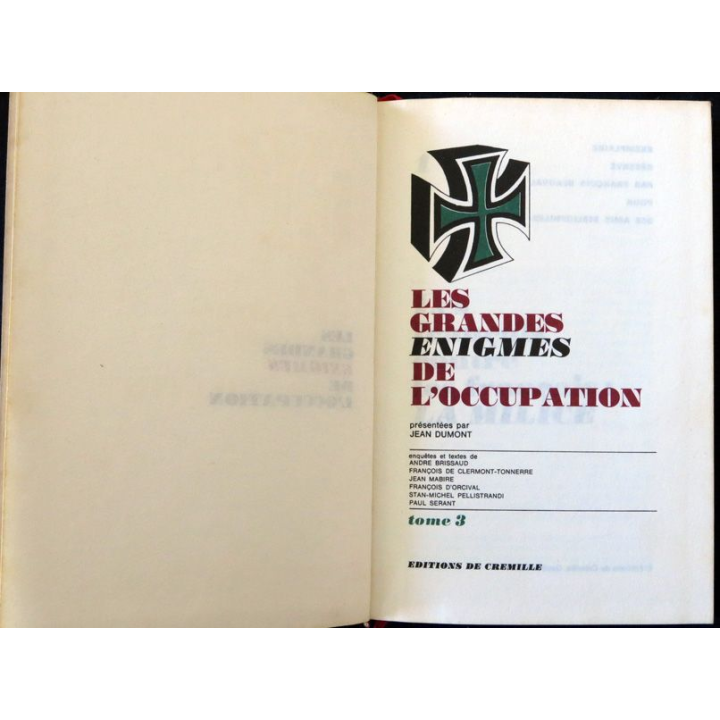 LES
GRANDES
ENIGMES
DE
L'OCCUPATION
présentées par
JEAN DUMONT
enquêtes et textes de
ANDRE BRISSAUD
FRANÇOIS DE CLERMONT-TONNERRE
JEAN MABIRE
FRANÇOIS D'ORCIVAL
STAN-MICHEL PELLISTRANDI
PAUL SERANT
tome 3
EDITIONS DE CREMILLE